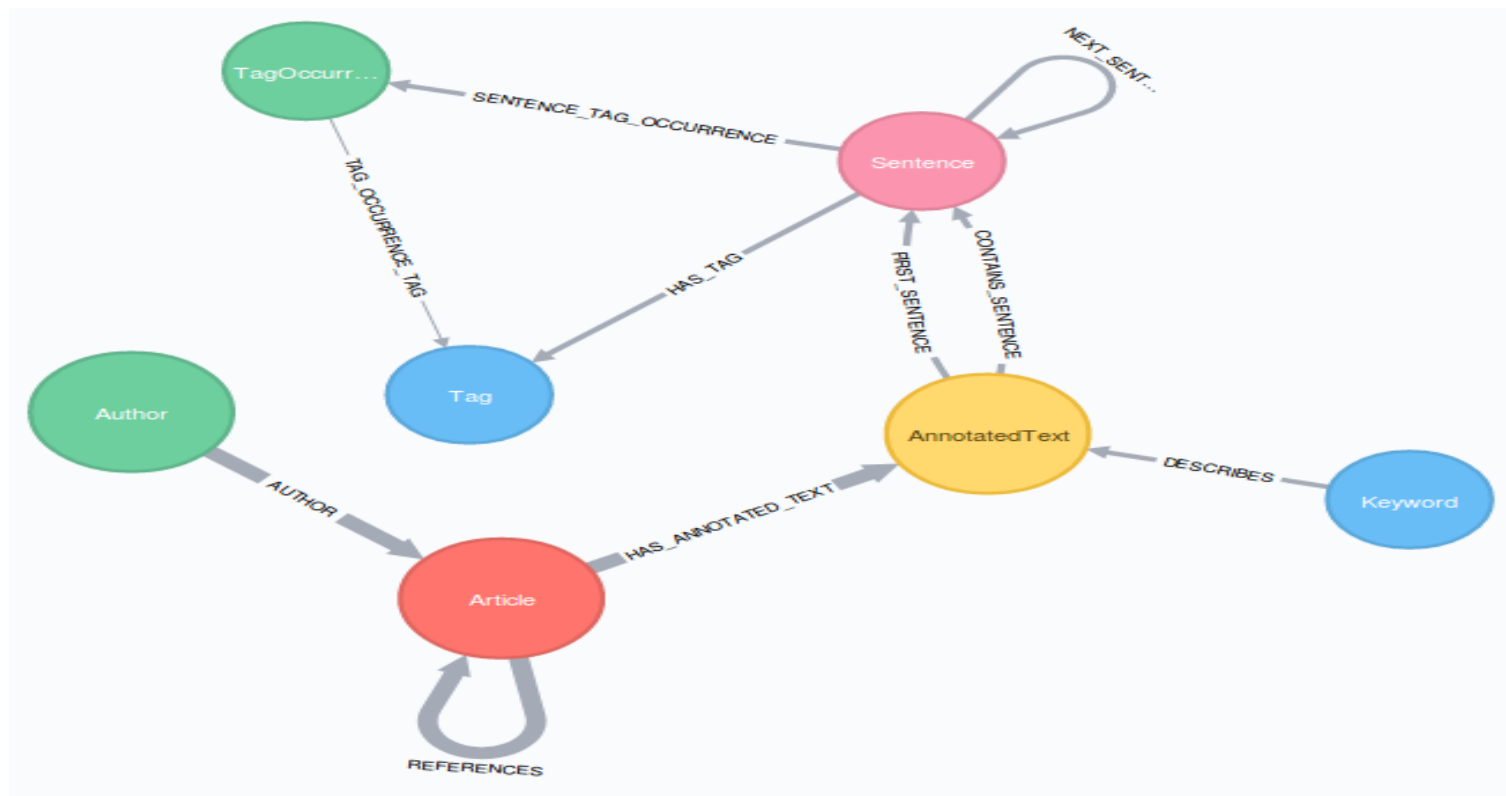 NEXT_SENT...
TagOccurr...
SENTENCE_TAG_OCCURRENCE
Sentence
TAG_OCCURRENCE_TAG
HAS_TAG
FIRST_SENTENCE
CONTAINS_SENTENCE
Author
Tag
AnnotatedText
DESCRIBES
Keyword
AUTHOR
HAS_ANNOTATED_TEXT
Article
REFERENCES